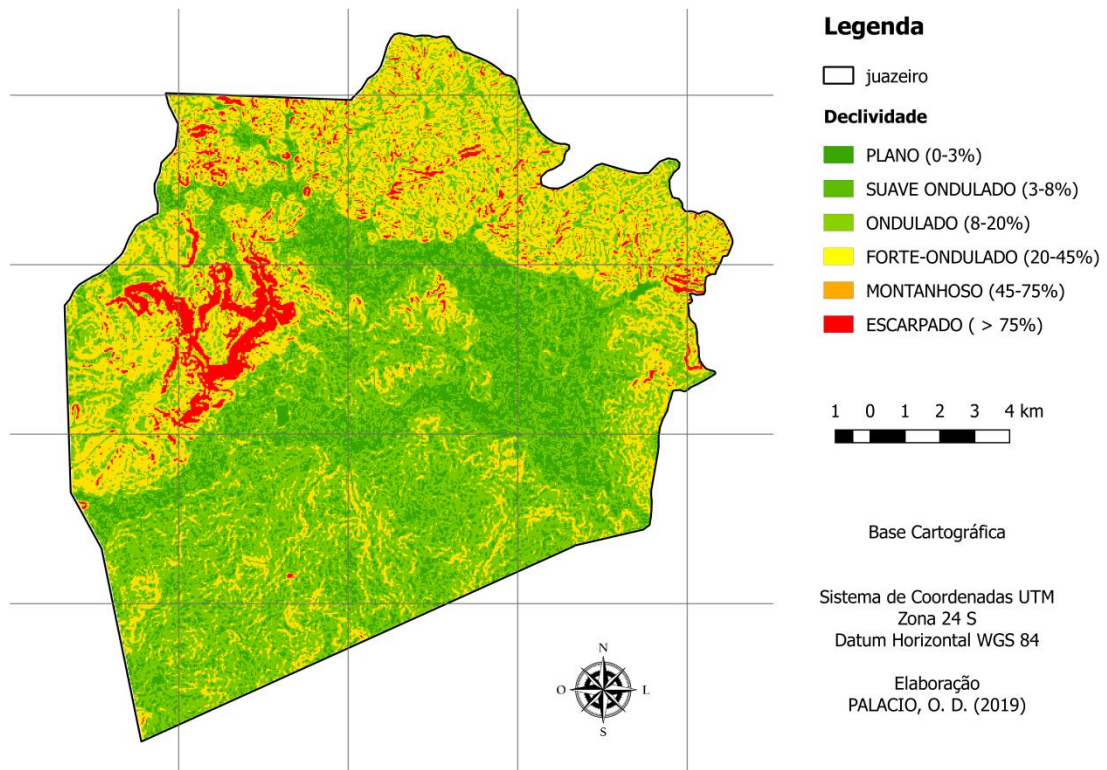 Legenda
juazeiro
Declividade
PLANO (0-3%)
SUAVE ONDULADO (3-8%)
ONDULADO (8-20%)
FORTE-ONDULADO (20-45%)
MONTANHOSO (45-75%)
ESCARPADO ( > 75%)
1 0 1 2 3 4 km
Base Cartográfica
Sistema de Coordenadas UTM
Zona 24 S
Datum Horizontal WGS 84
Elaboração
PALACIO, O. D. (2019)
N
O L
S